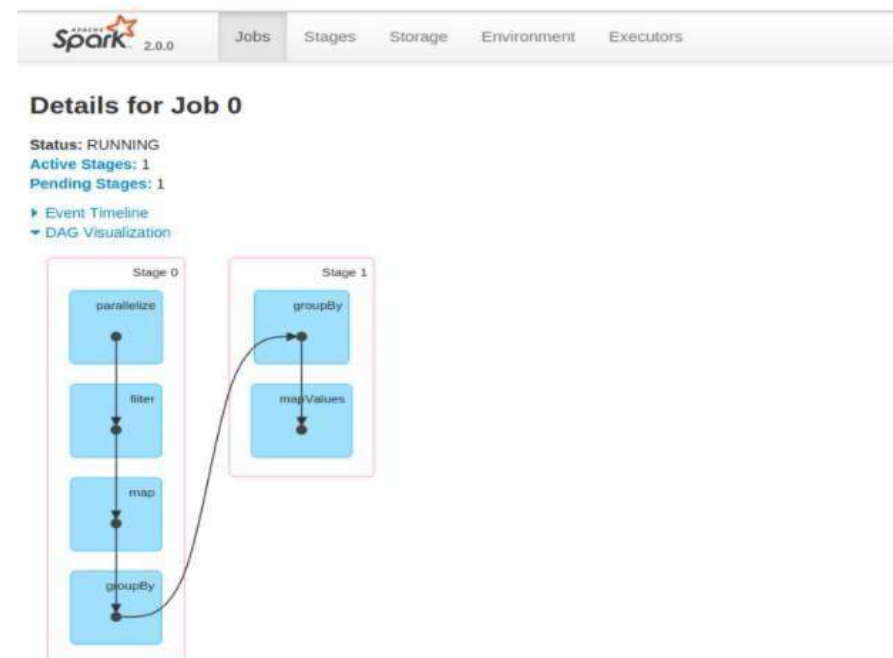 APACHE
Spark 2.0.0 Jobs Stages Storage Environment Executors
Details for Job 0
Status: RUNNING
Active Stages: 1
Pending Stages: 1
Event Timeline
DAG Visualization
Stage 0
parallelize
filter
map
groupBy
Stage 1
groupBy
mapValues